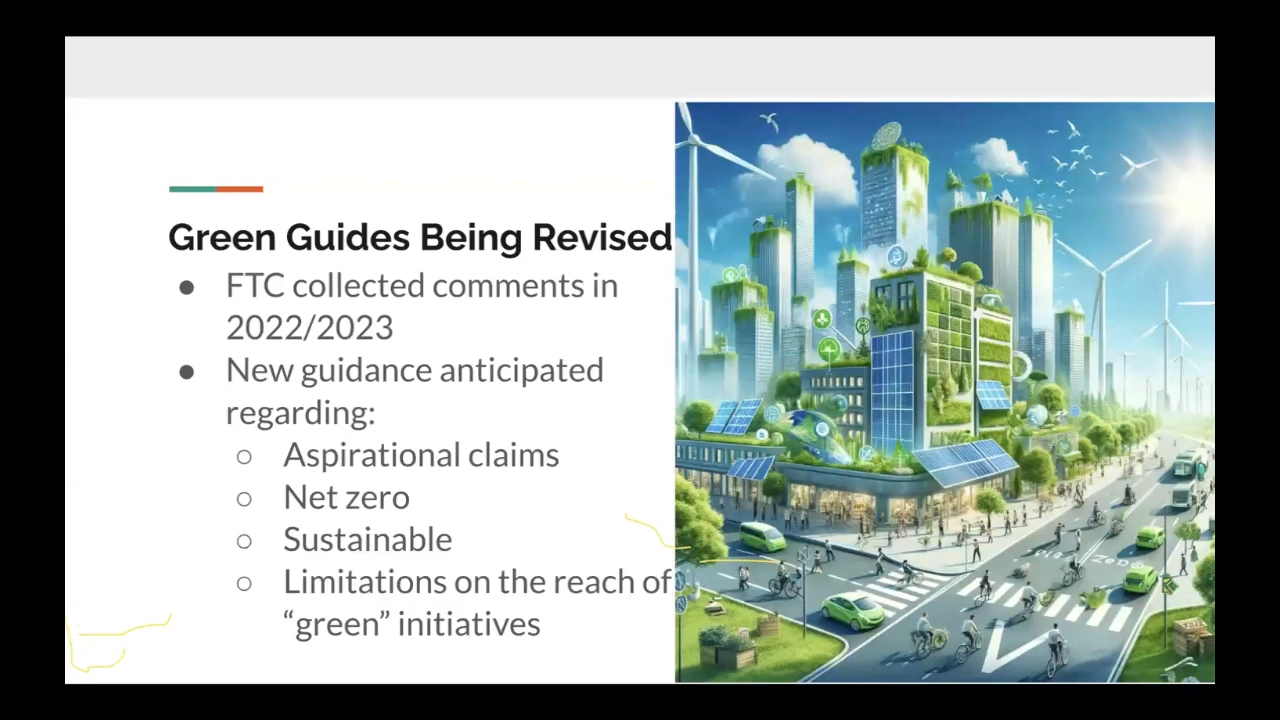 Green Guides Being Revised
● FTC collected comments in
2022/2023
● New guidance anticipated
regarding:
○ Aspirational claims
○ Net zero
○ Sustainable
○ Limitations on the reach of
“green” initiatives